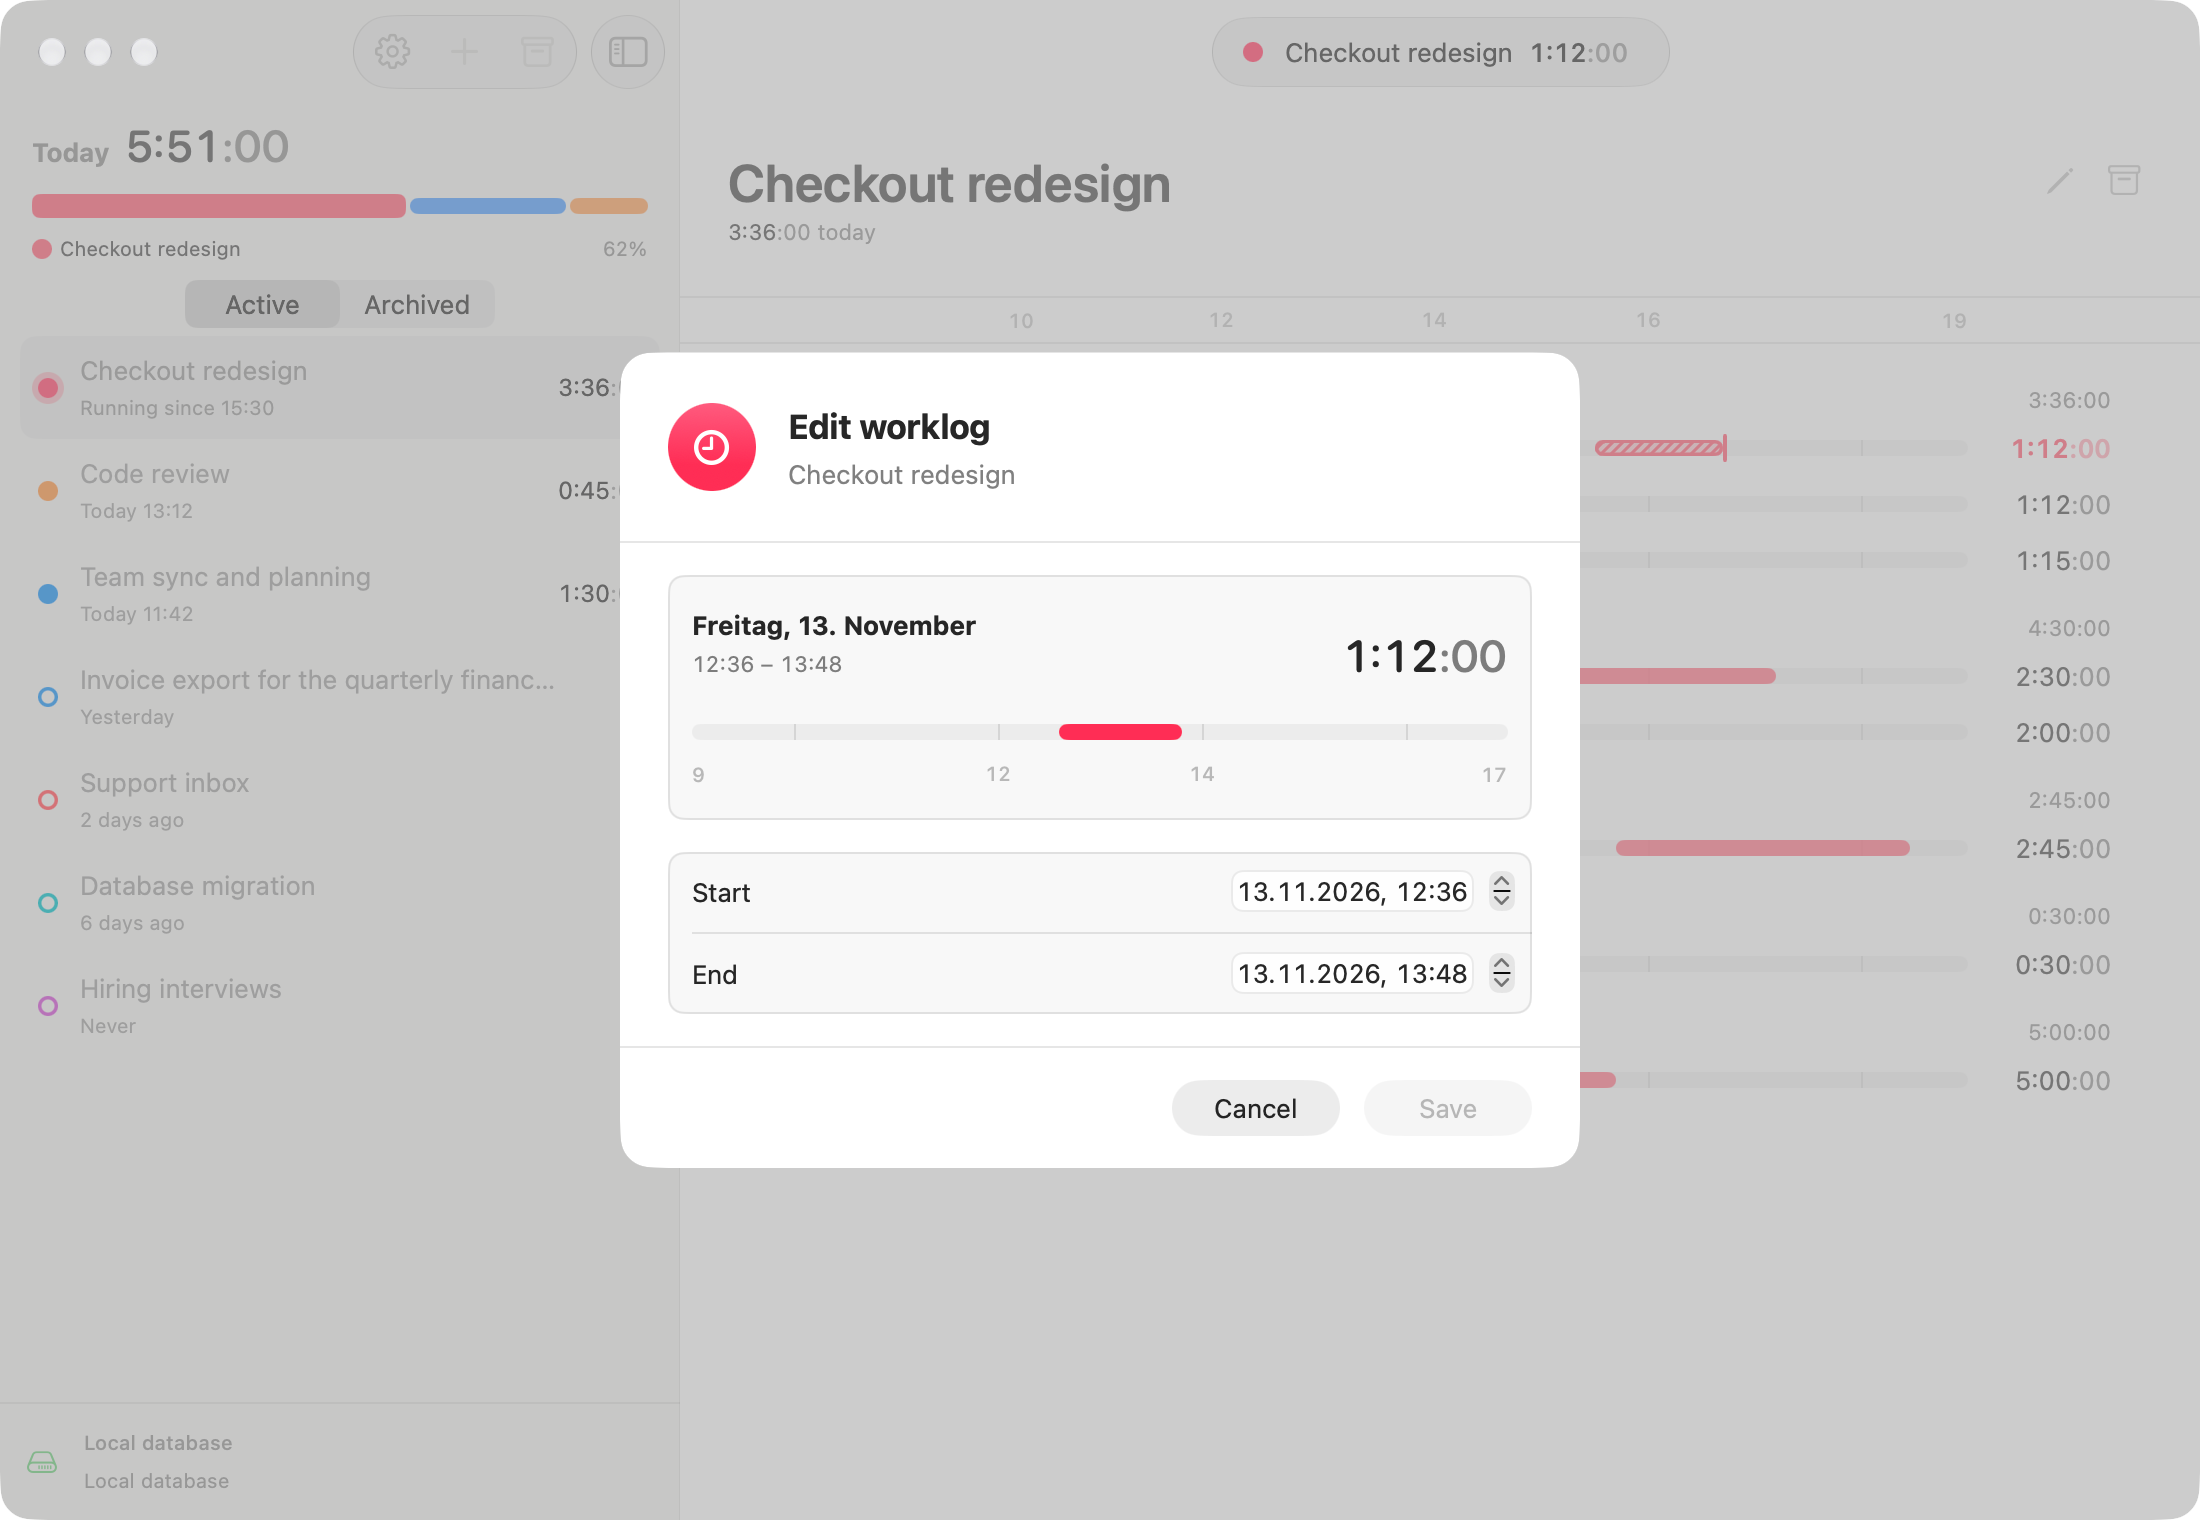 Today 5:51:00
Checkout redesign 62%
Active Archived
Checkout redesign
Running since 15:30
3:36:
Code review
Today 13:12
0:45:
Team sync and planning
Today 11:42
1:30:
Invoice export for the quarterly financ...
Yesterday
Support inbox
2 days ago
Database migration
6 days ago
Hiring interviews
Never
Local database
Local database
Checkout redesign 1:12:00
Checkout redesign
3:36:00 today
10 12 14 16 19
3:36:00
1:12:00
1:12:00
1:15:00
4:30:00
2:30:00
2:00:00
2:45:00
2:45:00
0:30:00
0:30:00
5:00:00
5:00:00
Edit worklog
Checkout redesign
Freitag, 13. November
12:36 – 13:48
1:12:00
9 12 14 17
Start 13.11.2026, 12:36
End 13.11.2026, 13:48
Cancel Save